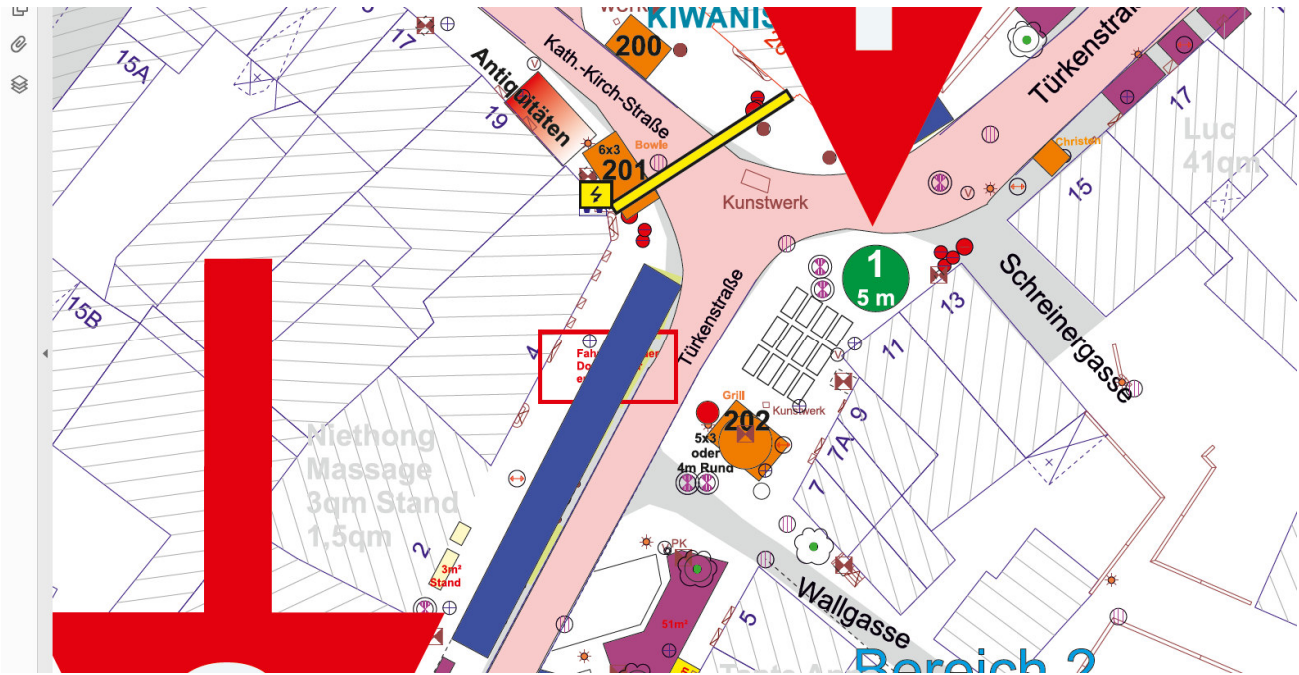 KIWANIS
17
15A
200
Kath.-Kirch-Straße
Türkenstraße
Antiquitäten
V
17
19
6x3
Bowle
201
Luc
41qm
Christen
15
V
Kunstwerk
1
5 m
Schreinergasse
13
15B
Türkenstraße
4
11
V
Grill
Kunstwerk
202
5x3
oder
4m Rund
9
7A
7
Niethong
Massage
3qm Stand
1,5qm
2
3m²
Stand
V
PK
Wallgasse
5
51m²
Bereich 2